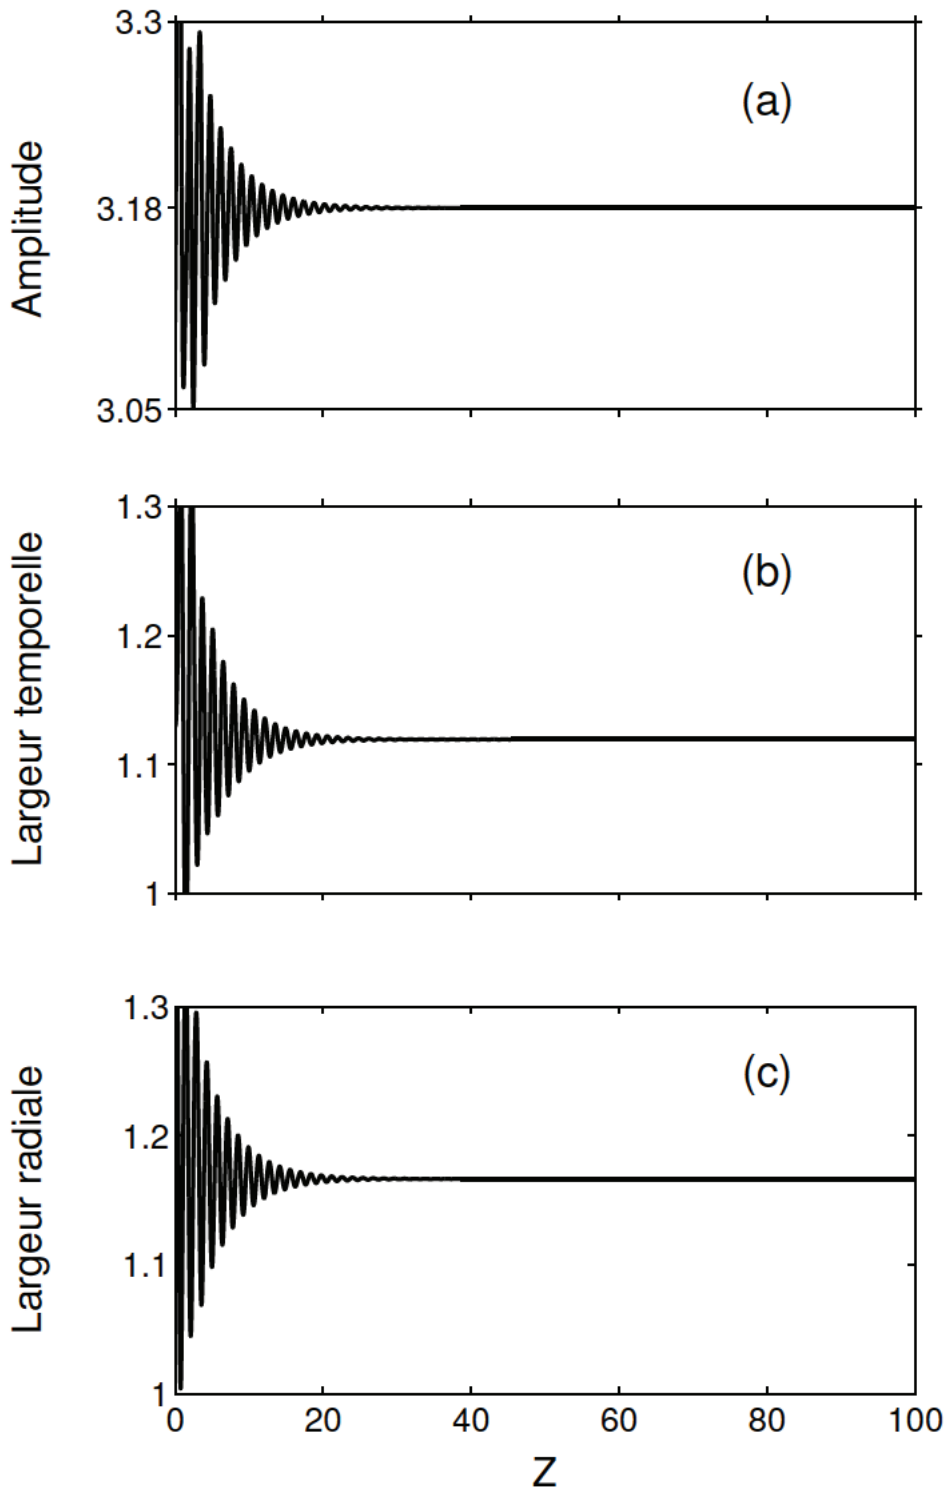 3.3
(a)
Amplitude
3.18
3.05
1.3
(b)
Largeur temporelle
1.2
1.1
1
1.3
(c)
Largeur radiale
1.2
1.1
1
0 20 40 60 80 100
Z